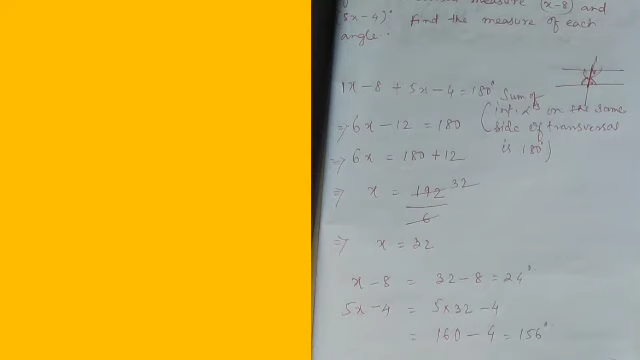 measure (x-8) and
5x-4)° find the measure of each
angle.
1x-8 + 5x-4 = 180°
Sum of
⇒ 6x-12 = 180
(int. ∠s on the same
side of transversal
is 180°)
⇒ 6x = 180+12
⇒ x = 192 32
6
⇒ x = 32
x-8 = 32-8 = 24°
5x-4 = 5x32-4
= 160-4 = 156°